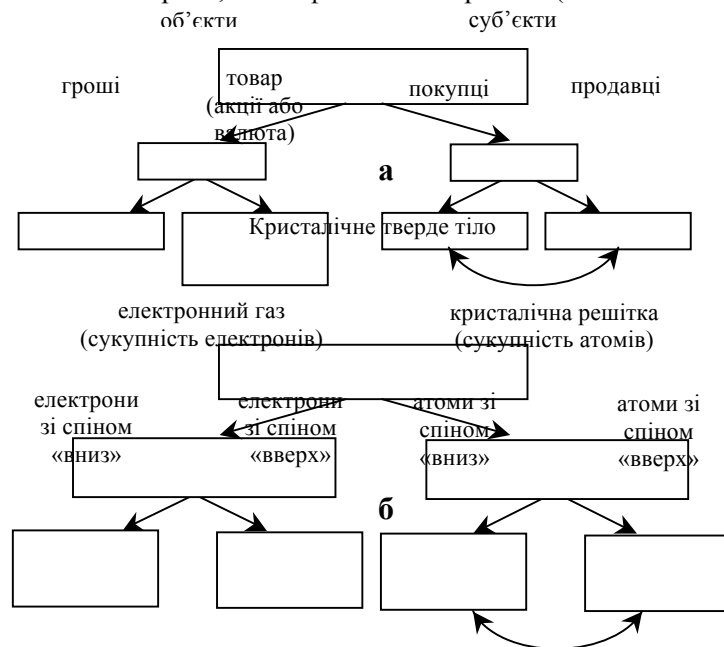 об’єкти
суб’єкти
гроші
товар
(акції або
валюта)
покупці
продавці
а
Кристалічне тверде тіло
електронний газ
(сукупність електронів)
кристалічна решітка
(сукупність атомів)
електрони
зі спіном
«вниз»
електрони
зі спіном
«вверх»
атоми зі
спіном
«вниз»
атоми зі
спіном
«вверх»
б